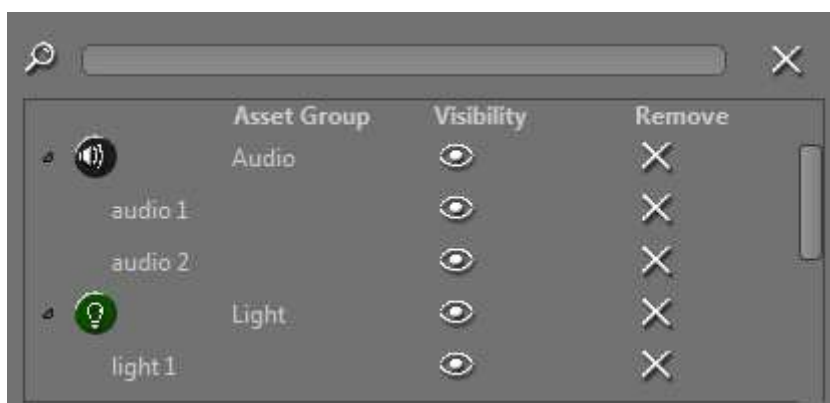 Asset Group Visibility Remove
Audio
audio 1
audio 2
Light
light 1